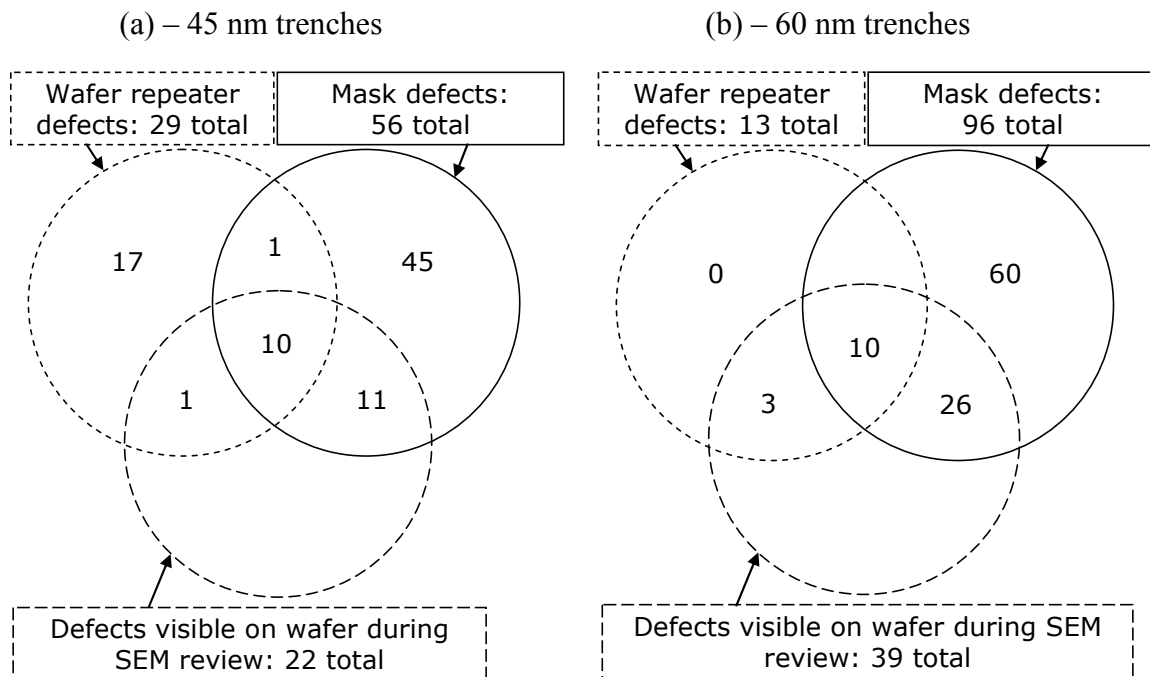 (a) – 45 nm trenches
Wafer repeater
defects: 29 total
Mask defects:
56 total
17
1
45
10
1
11
Defects visible on wafer during
SEM review: 22 total
(b) – 60 nm trenches
Wafer repeater
defects: 13 total
Mask defects:
96 total
0
60
10
3
26
Defects visible on wafer during SEM
review: 39 total